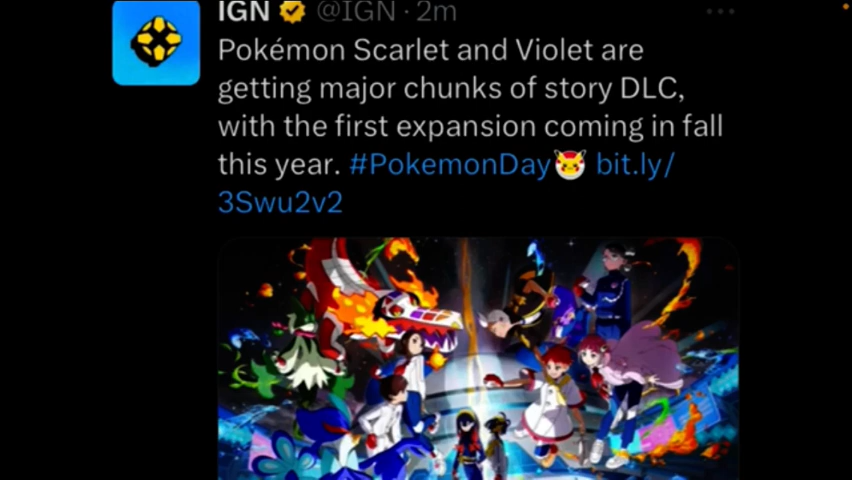 IGN @IGN · 2m
Pokémon Scarlet and Violet are
getting major chunks of story DLC,
with the first expansion coming in fall
this year. #PokemonDay bit.ly/
3Swu2v2